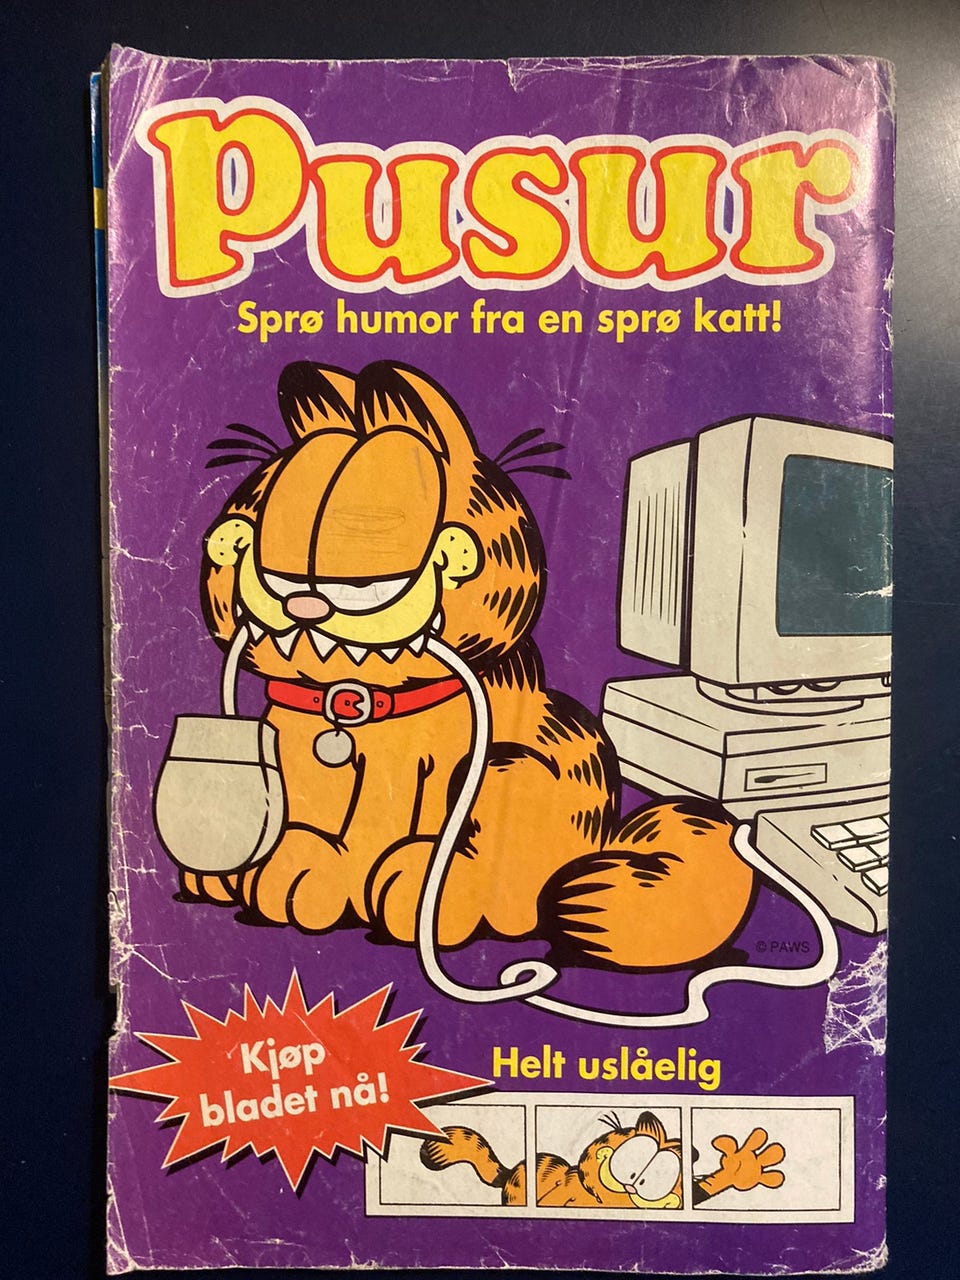 Pusur
Sprø humor fra en sprø katt!
© PAWS
Kjøp
bladet nå!
Helt uslåelig